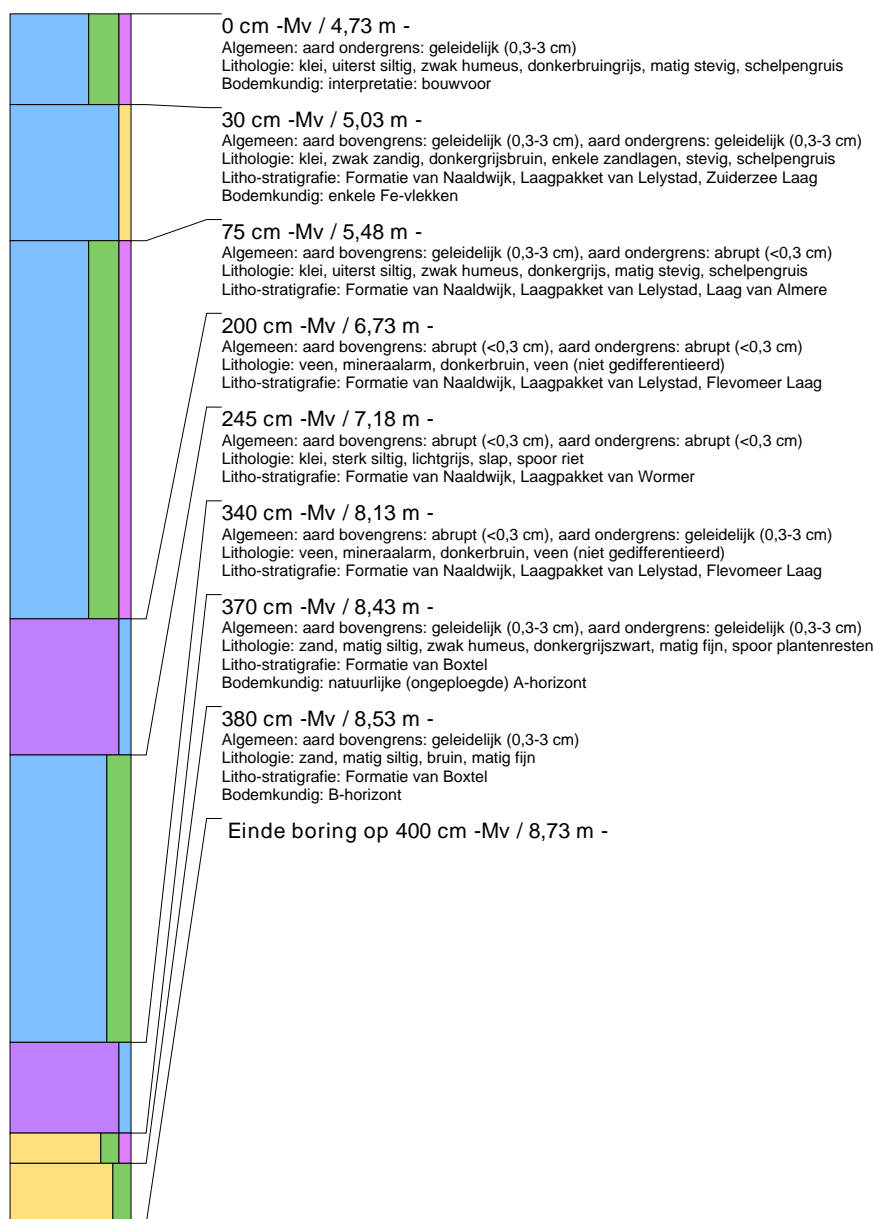 0 cm -Mv / 4,73 m -
Algemeen: aard ondergrens: geleidelijk (0,3-3 cm)
Lithologie: klei, uiterst siltig, zwak humeus, donkerbruingrijs, matig stevig, schelpengruis
Bodemkundig: interpretatie: bouwvoor
30 cm -Mv / 5,03 m -
Algemeen: aard bovengrens: geleidelijk (0,3-3 cm), aard ondergrens: geleidelijk (0,3-3 cm)
Lithologie: klei, zwak zandig, donkergrijsbruin, enkele zandlagen, stevig, schelpengruis
Litho-stratigrafie: Formatie van Naaldwijk, Laagpakket van Lelystad, Zuiderzee Laag
Bodemkundig: enkele Fe-vlekken
75 cm -Mv / 5,48 m -
Algemeen: aard bovengrens: geleidelijk (0,3-3 cm), aard ondergrens: abrupt (<0,3 cm)
Lithologie: klei, uiterst siltig, zwak humeus, donkergrijs, matig stevig, schelpengruis
Litho-stratigrafie: Formatie van Naaldwijk, Laagpakket van Lelystad, Laag van Almere
200 cm -Mv / 6,73 m -
Algemeen: aard bovengrens: abrupt (<0,3 cm), aard ondergrens: abrupt (<0,3 cm)
Lithologie: veen, mineraalarm, donkerbruin, veen (niet gedifferentieerd)
Litho-stratigrafie: Formatie van Naaldwijk, Laagpakket van Lelystad, Flevomeer Laag
245 cm -Mv / 7,18 m -
Algemeen: aard bovengrens: abrupt (<0,3 cm), aard ondergrens: abrupt (<0,3 cm)
Lithologie: klei, sterk siltig, lichtgrijs, slap, spoor riet
Litho-stratigrafie: Formatie van Naaldwijk, Laagpakket van Wormer
340 cm -Mv / 8,13 m -
Algemeen: aard bovengrens: abrupt (<0,3 cm), aard ondergrens: geleidelijk (0,3-3 cm)
Lithologie: veen, mineraalarm, donkerbruin, veen (niet gedifferentieerd)
Litho-stratigrafie: Formatie van Naaldwijk, Laagpakket van Lelystad, Flevomeer Laag
370 cm -Mv / 8,43 m -
Algemeen: aard bovengrens: geleidelijk (0,3-3 cm), aard ondergrens: geleidelijk (0,3-3 cm)
Lithologie: zand, matig siltig, zwak humeus, donkergrijszwart, matig fijn, spoor plantenresten
Litho-stratigrafie: Formatie van Boxtel
Bodemkundig: natuurlijke (ongeploegde) A-horizont
380 cm -Mv / 8,53 m -
Algemeen: aard bovengrens: geleidelijk (0,3-3 cm)
Lithologie: zand, matig siltig, bruin, matig fijn
Litho-stratigrafie: Formatie van Boxtel
Bodemkundig: B-horizont
Einde boring op 400 cm -Mv / 8,73 m -